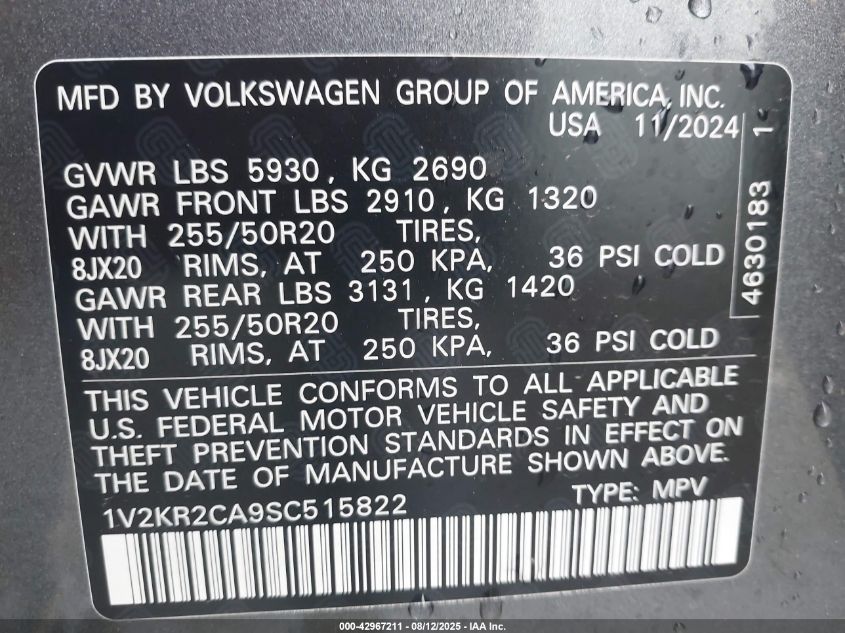 MFD BY VOLKSWAGEN GROUP OF AMERICA, INC.
USA 11/2024
GVWR LBS 5930, KG 2690
GAWR FRONT LBS 2910, KG 1320
WITH 255/50R20 TIRES,
8JX20 RIMS, AT 250 KPA, 36 PSI COLD
GAWR REAR LBS 3131, KG 1420
WITH 255/50R20 TIRES,
8JX20 RIMS, AT 250 KPA, 36 PSI COLD
4630183 1
THIS VEHICLE CONFORMS TO ALL APPLICABLE
U.S. FEDERAL MOTOR VEHICLE SAFETY AND
THEFT PREVENTION STANDARDS IN EFFECT ON
THE DATE OF MANUFACTURE SHOWN ABOVE.
1V2KR2CA9SC515822 TYPE: MPV
000-42967211 - 08/12/2025 - IAA Inc.